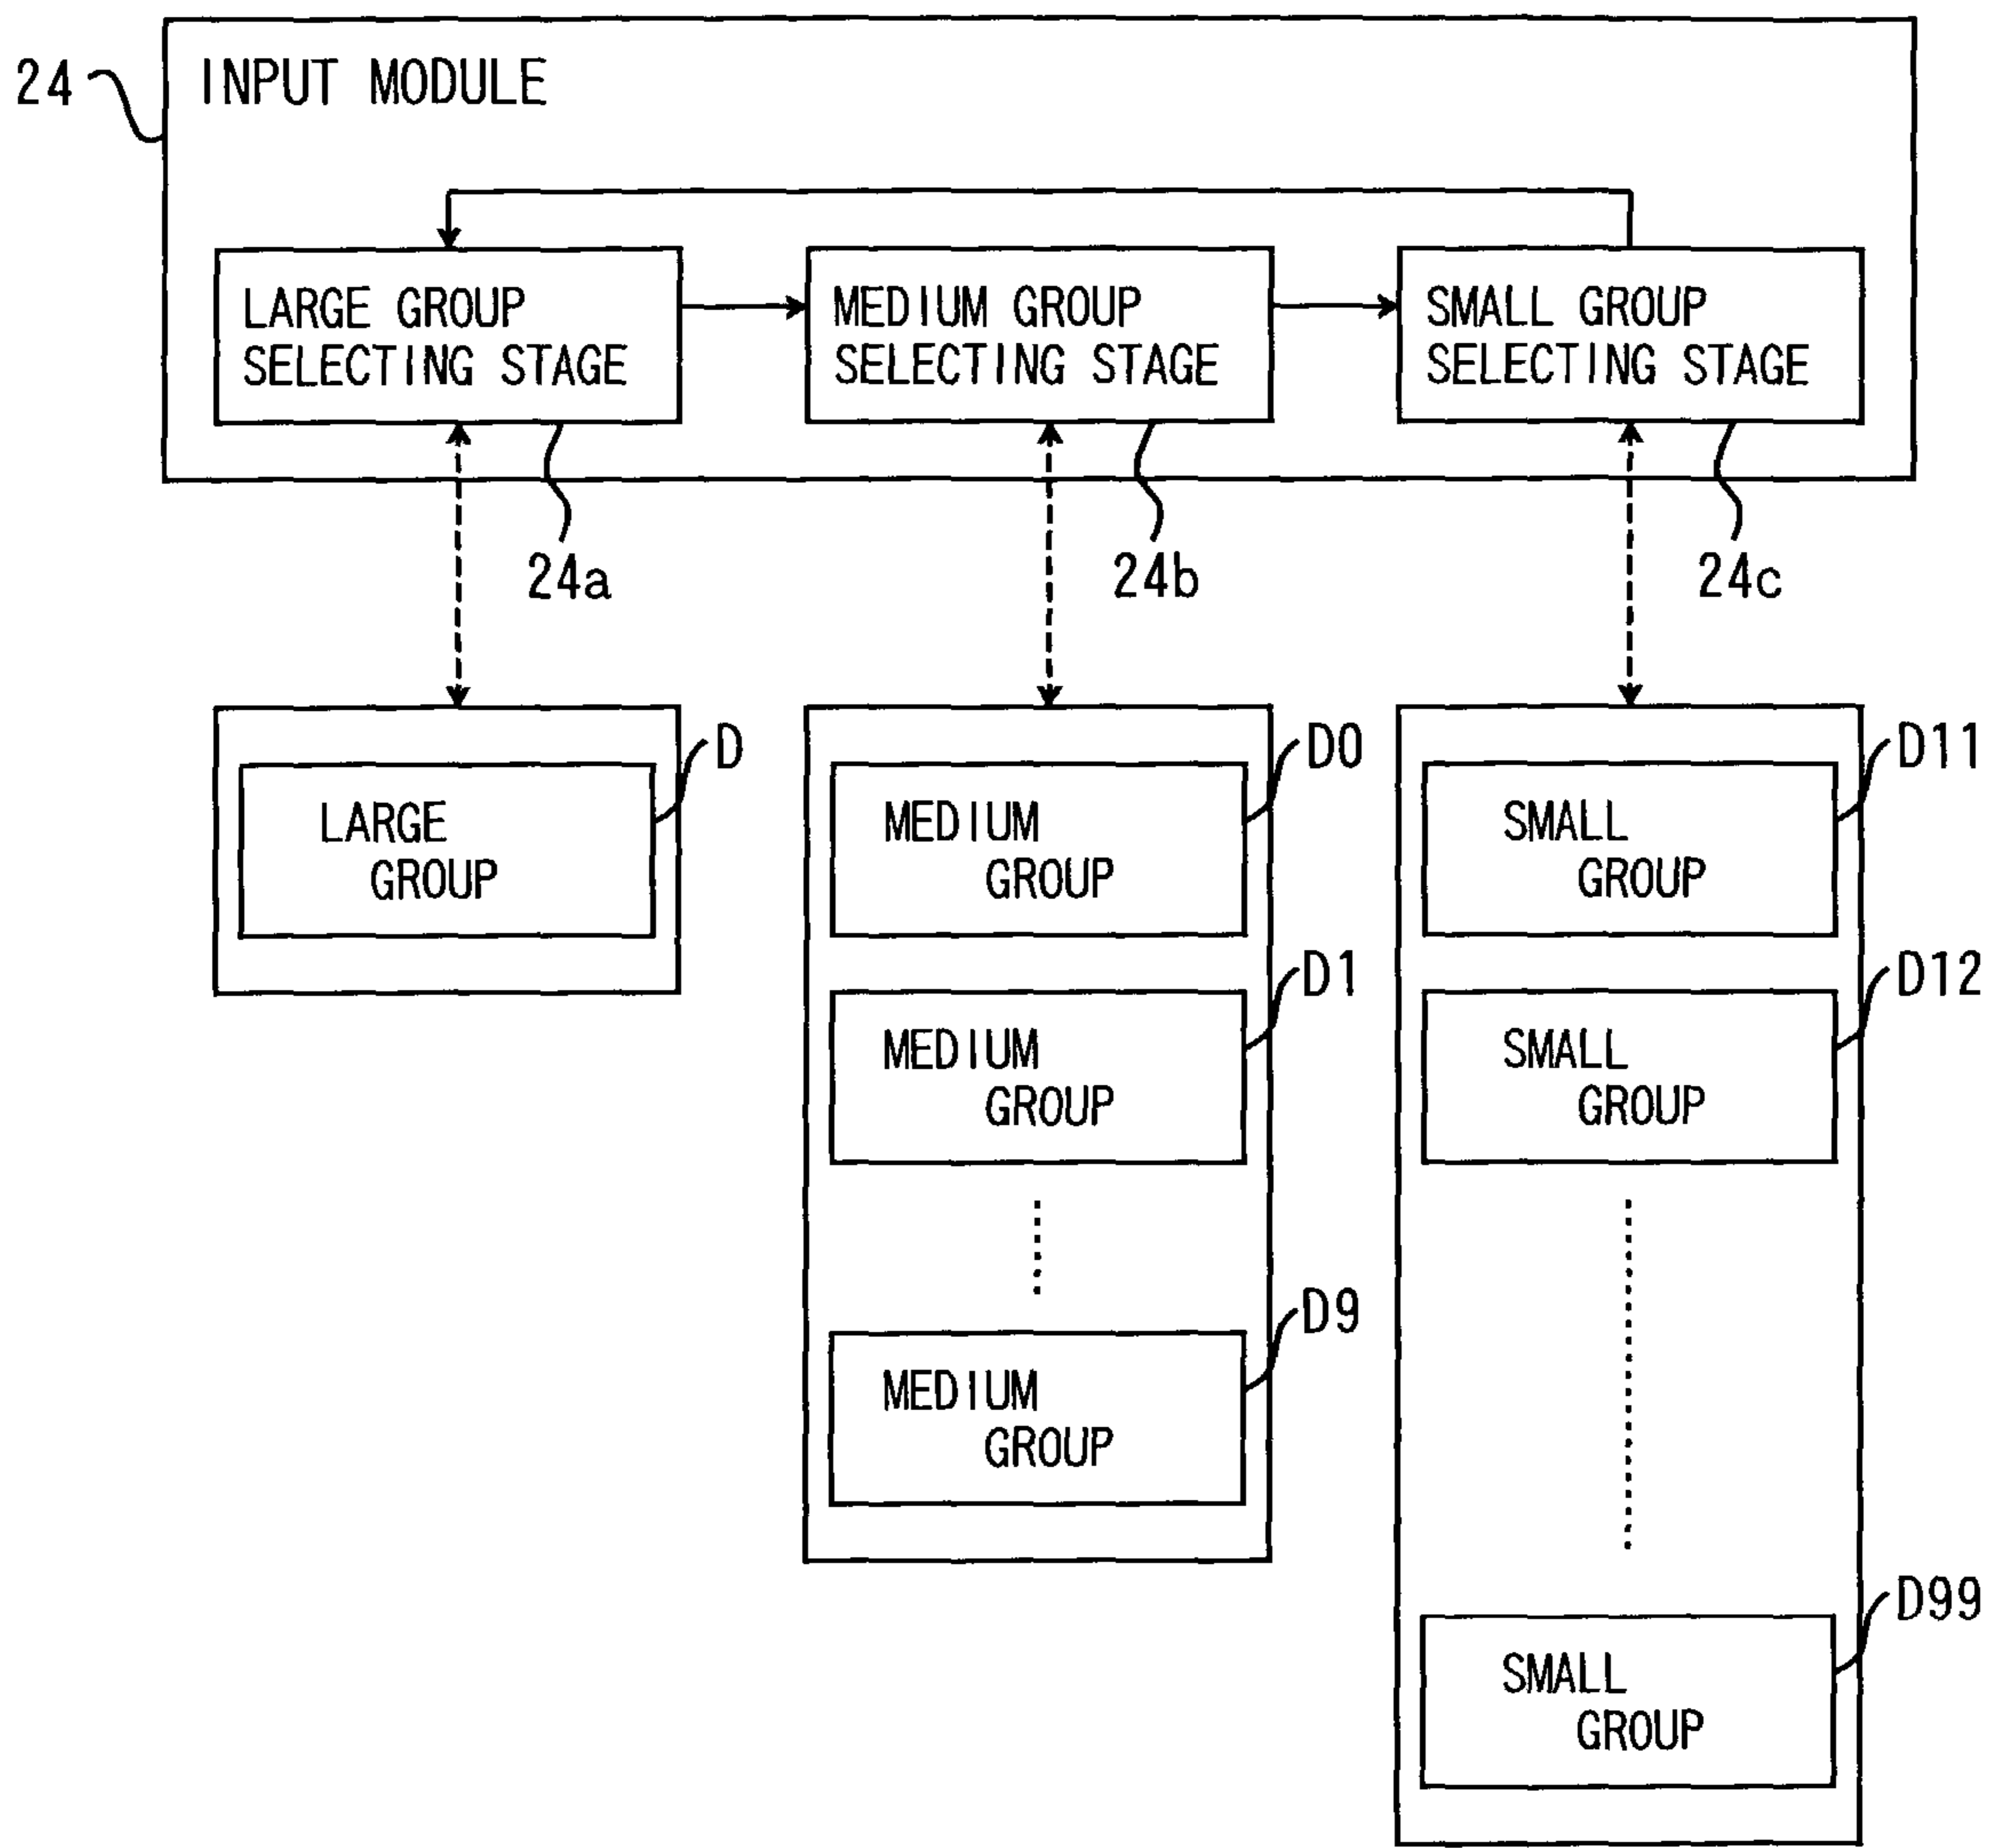 24
INPUT MODULE
LARGE GROUP
SELECTING STAGE
MEDIUM GROUP
SELECTING STAGE
SMALL GROUP
SELECTING STAGE
24a
24b
24c
D
LARGE
GROUP
D0
MEDIUM
GROUP
D1
MEDIUM
GROUP
D9
MEDIUM
GROUP
D11
SMALL
GROUP
D12
SMALL
GROUP
D99
SMALL
GROUP